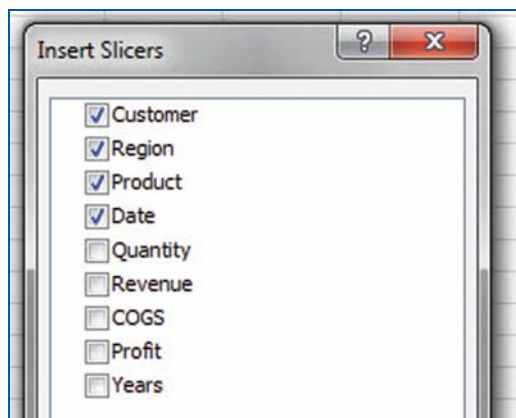 Insert Slicers
?
Customer
Region
Product
Date
Quantity
Revenue
COGS
Profit
Years